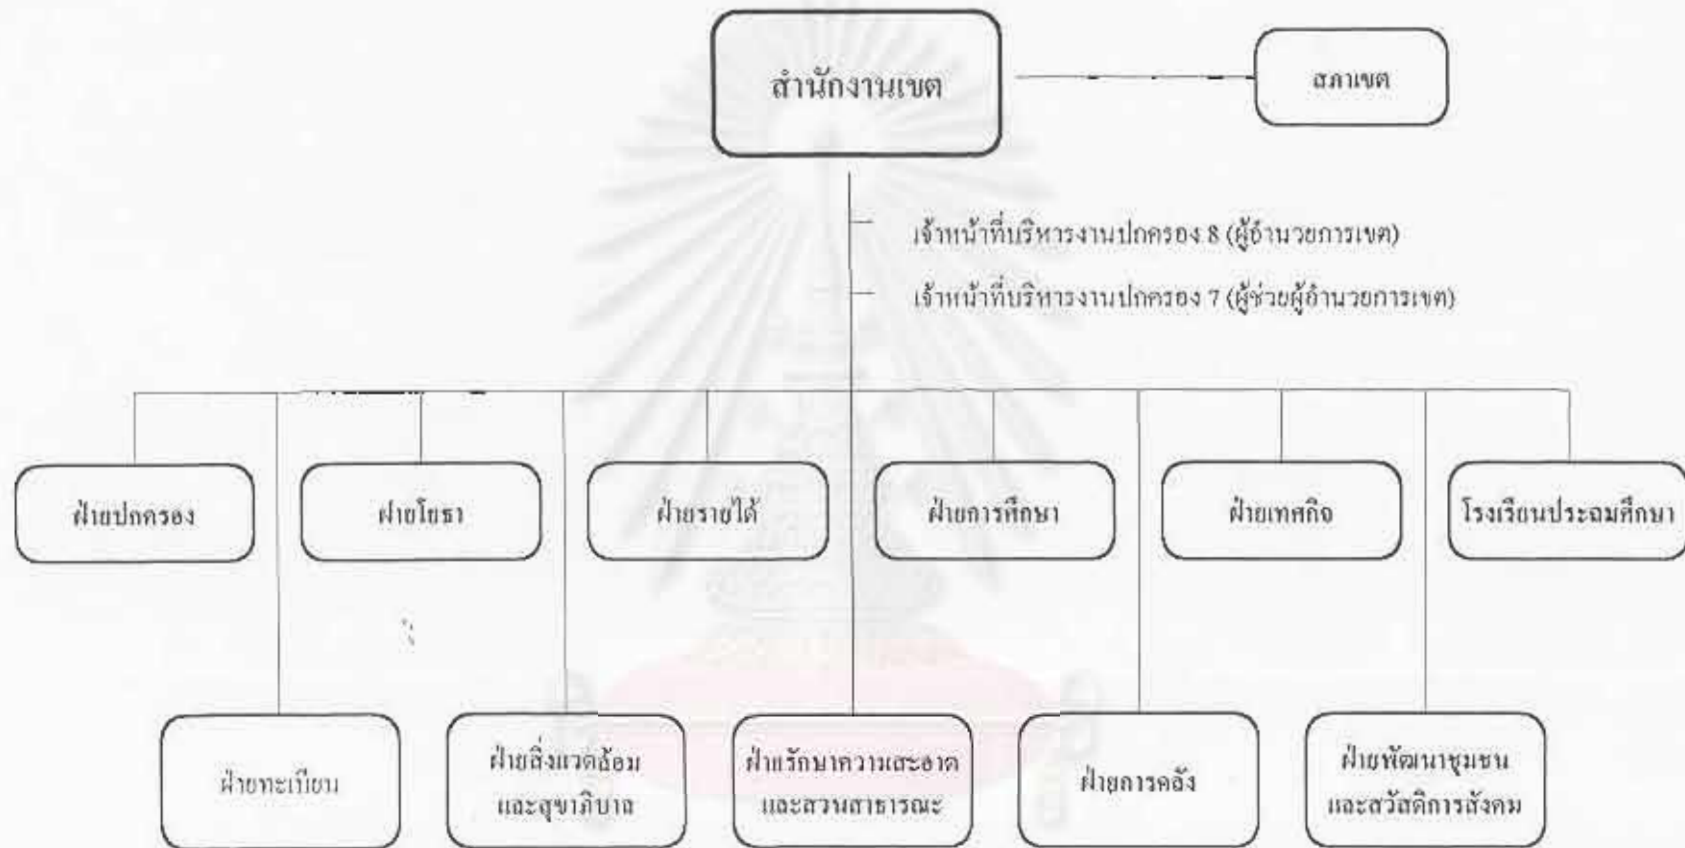 สำนักงานเขต
สภาเขต
เจ้าหน้าที่บริหารงานปกครอง 8 (ผู้อำนวยการเขต)
เจ้าหน้าที่บริหารงานปกครอง 7 (ผู้ช่วยผู้อำนวยการเขต)
ฝ่ายปกครอง
ฝ่ายโยธา
ฝ่ายรายได้
ฝ่ายการศึกษา
ฝ่ายเทศกิจ
โรงเรียนประถมศึกษา
ฝ่ายทะเบียน
ฝ่ายสิ่งแวดล้อม
และสุขาภิบาล
ฝ่ายรักษาความสะอาด
และสวนสาธารณะ
ฝ่ายการคลัง
ฝ่ายพัฒนาชุมชน
และสวัสดิการสังคม